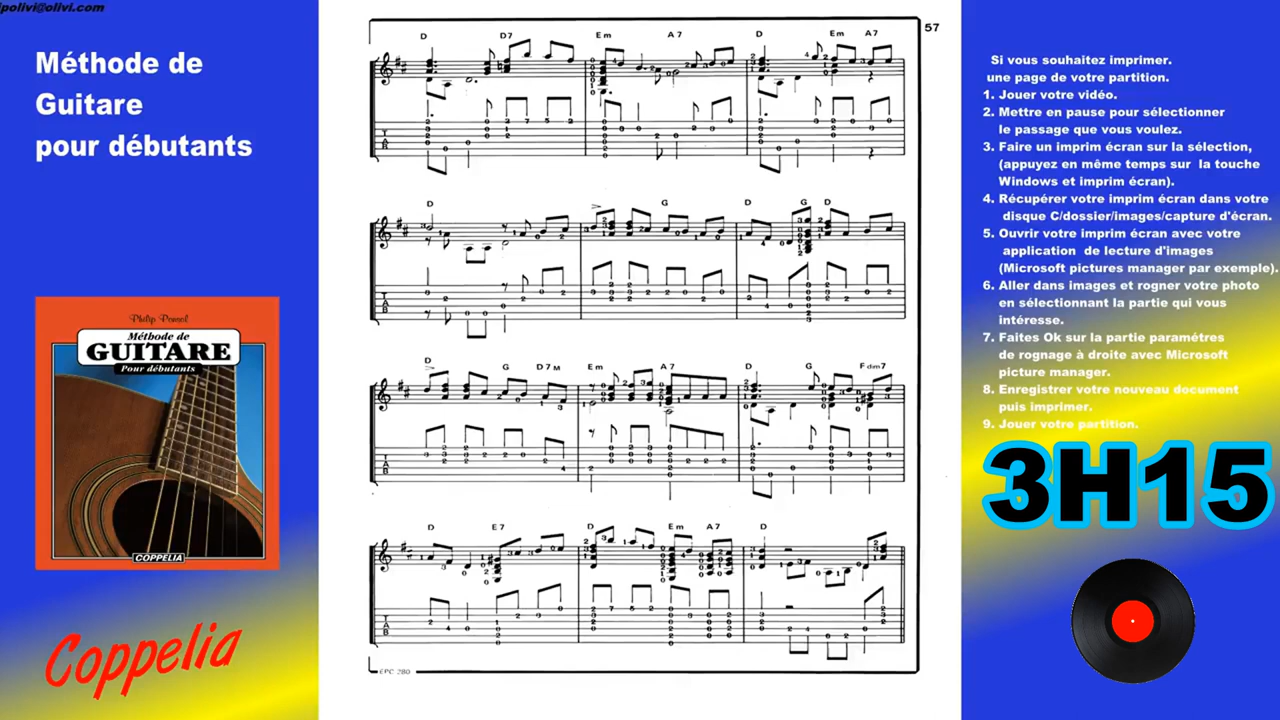 polivi@olivi.com
Méthode de
Guitare
pour débutants
Philip Pencil
Méthode de
GUITARE
Pour débutants
COPPELIA
Coppelia
57
D D7 Em A7 D Em A7
D G D G D
D G D7M Em A7 D G F dim7
D E7 D Em A7 D
EPC 280
Si vous souhaitez imprimer.
une page de votre partition.
1. Jouer votre vidéo.
2. Mettre en pause pour sélectionner
le passage que vous voulez.
3. Faire un imprim écran sur la sélection,
(appuyez en même temps sur la touche
Windows et imprim écran).
4. Récupérer votre imprim écran dans votre
disque C/dossier/images/capture d'écran.
5. Ouvrir votre imprim écran avec votre
application de lecture d'images
(Microsoft pictures manager par exemple).
6. Aller dans images et rogner votre photo
en sélectionnant la partie qui vous
intéresse.
7. Faites Ok sur la partie paramétres
de rognage à droite avec Microsoft
picture manager.
8. Enregistrer votre nouveau document
puis imprimer.
9. Jouer votre partition.
3H15